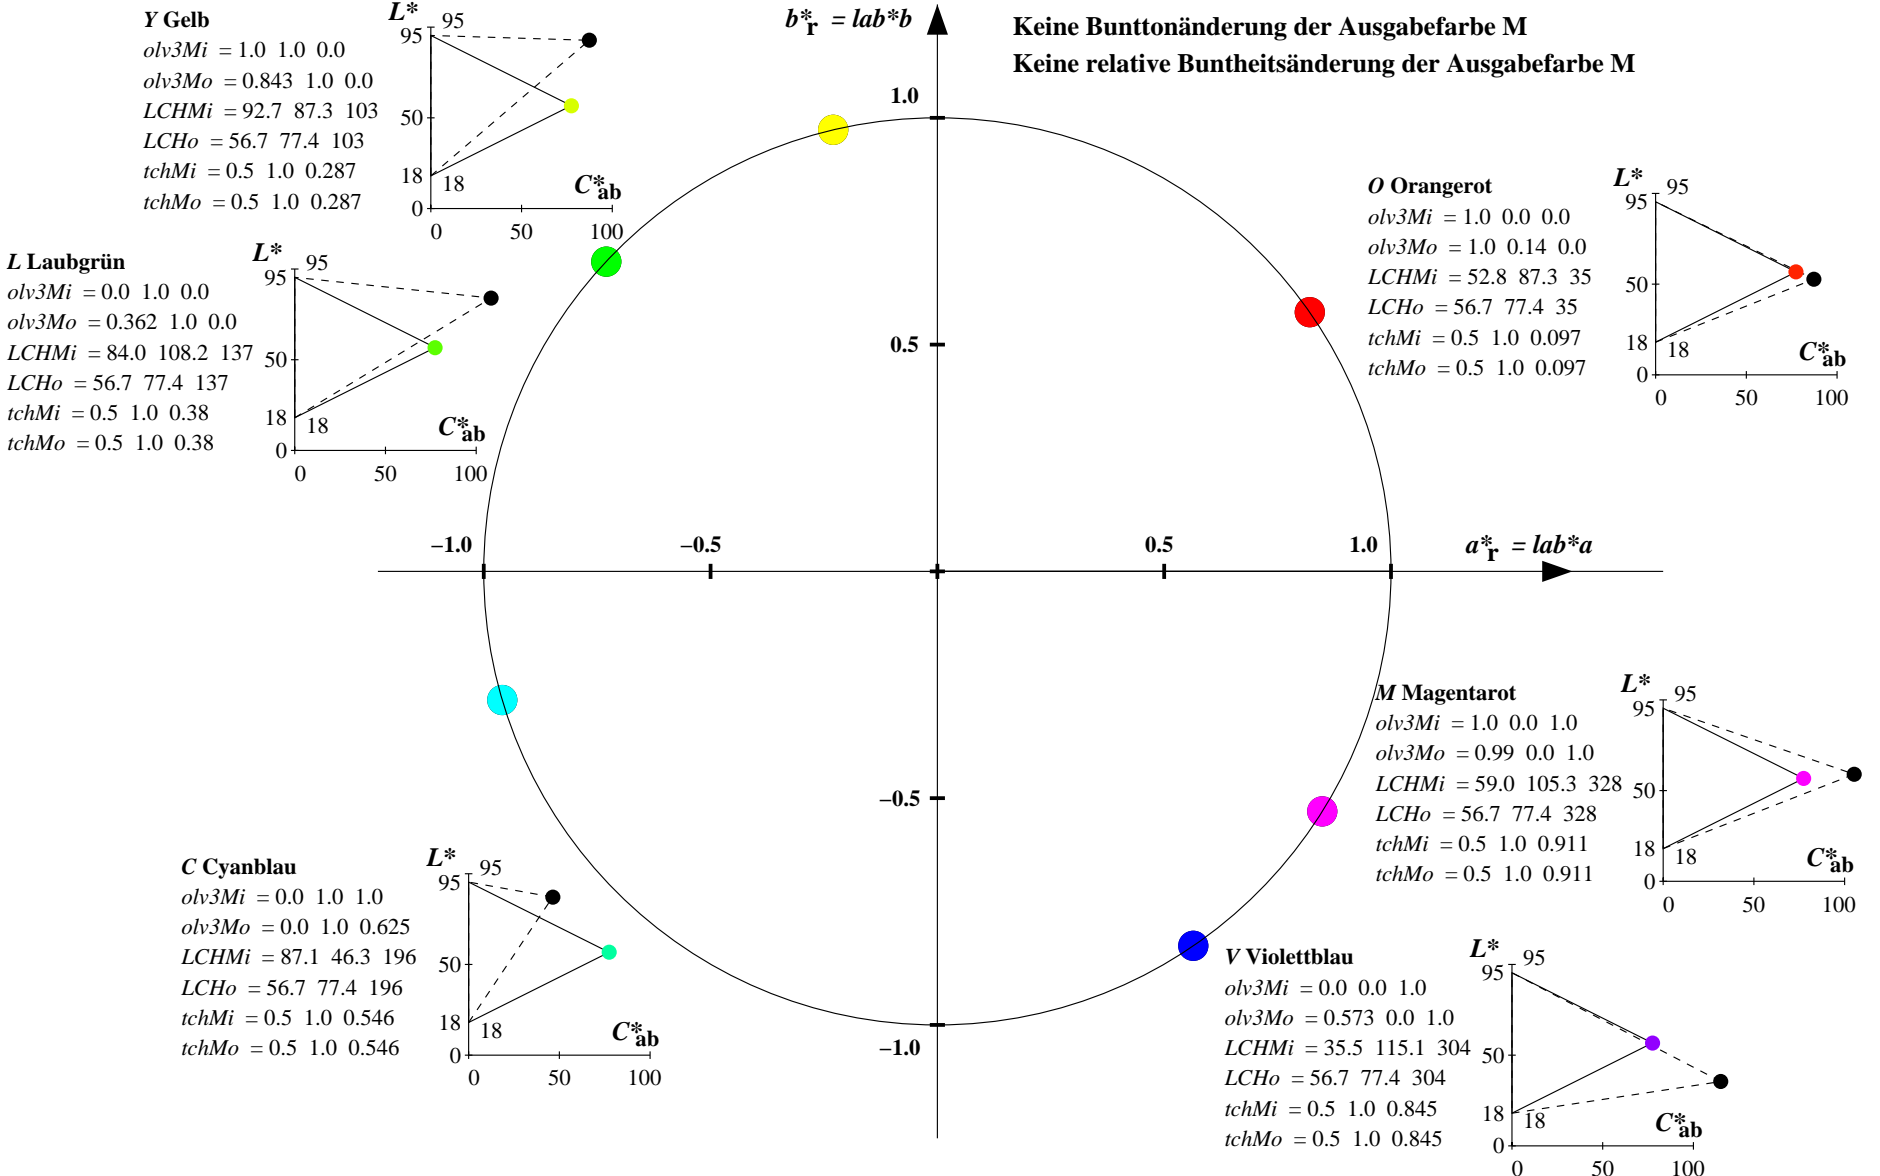 Keine Bunttonänderung der Ausgabefarbe M
Keine relative Buntheitsänderung der Ausgabefarbe M
b*r = lab*b
1.0
0.5
−0.5
−1.0
−1.0
−0.5
0.5
1.0
a*r = lab*a
Y Gelb
olv3Mi = 1.0 1.0 0.0
olv3Mo = 0.843 1.0 0.0
LCHMi = 92.7 87.3 103
LCHo = 56.7 77.4 103
tchMi = 0.5 1.0 0.287
tchMo = 0.5 1.0 0.287
L*
95
95
50
18
18
0
C*ab
0 50 100
L Laubgrün
olv3Mi = 0.0 1.0 0.0
olv3Mo = 0.362 1.0 0.0
LCHMi = 84.0 108.2 137
LCHo = 56.7 77.4 137
tchMi = 0.5 1.0 0.38
tchMo = 0.5 1.0 0.38
L*
95
95
50
18
18
0
C*ab
0 50 100
O Orangerot
olv3Mi = 1.0 0.0 0.0
olv3Mo = 1.0 0.14 0.0
LCHMi = 52.8 87.3 35
LCHo = 56.7 77.4 35
tchMi = 0.5 1.0 0.097
tchMo = 0.5 1.0 0.097
L*
95
95
50
18
18
0
C*ab
0 50 100
M Magentarot
olv3Mi = 1.0 0.0 1.0
olv3Mo = 0.99 0.0 1.0
LCHMi = 59.0 105.3 328
LCHo = 56.7 77.4 328
tchMi = 0.5 1.0 0.911
tchMo = 0.5 1.0 0.911
L*
95
95
50
18
18
0
C*ab
0 50 100
C Cyanblau
olv3Mi = 0.0 1.0 1.0
olv3Mo = 0.0 1.0 0.625
LCHMi = 87.1 46.3 196
LCHo = 56.7 77.4 196
tchMi = 0.5 1.0 0.546
tchMo = 0.5 1.0 0.546
L*
95
95
50
18
18
0
C*ab
0 50 100
V Violettblau
olv3Mi = 0.0 0.0 1.0
olv3Mo = 0.573 0.0 1.0
LCHMi = 35.5 115.1 304
LCHo = 56.7 77.4 304
tchMi = 0.5 1.0 0.845
tchMo = 0.5 1.0 0.845
L*
95
95
50
18
18
0
C*ab
0 50 100